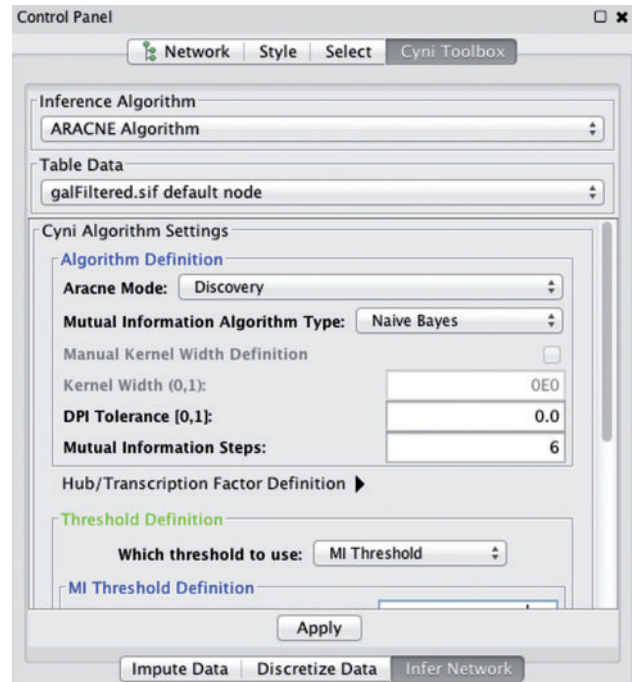 Control Panel
Network Style Select Cyni Toolbox
Inference Algorithm
ARACNE Algorithm
Table Data
galFiltered.sif default node
Cyni Algorithm Settings
Algorithm Definition
Aracne Mode: Discovery
Mutual Information Algorithm Type: Naive Bayes
Manual Kernel Width Definition
Kernel Width (0,1): 0E0
DPI Tolerance [0,1]: 0.0
Mutual Information Steps: 6
Hub/Transcription Factor Definition
Threshold Definition
Which threshold to use: MI Threshold
MI Threshold Definition
Apply
Impute Data Discretize Data Infer Network